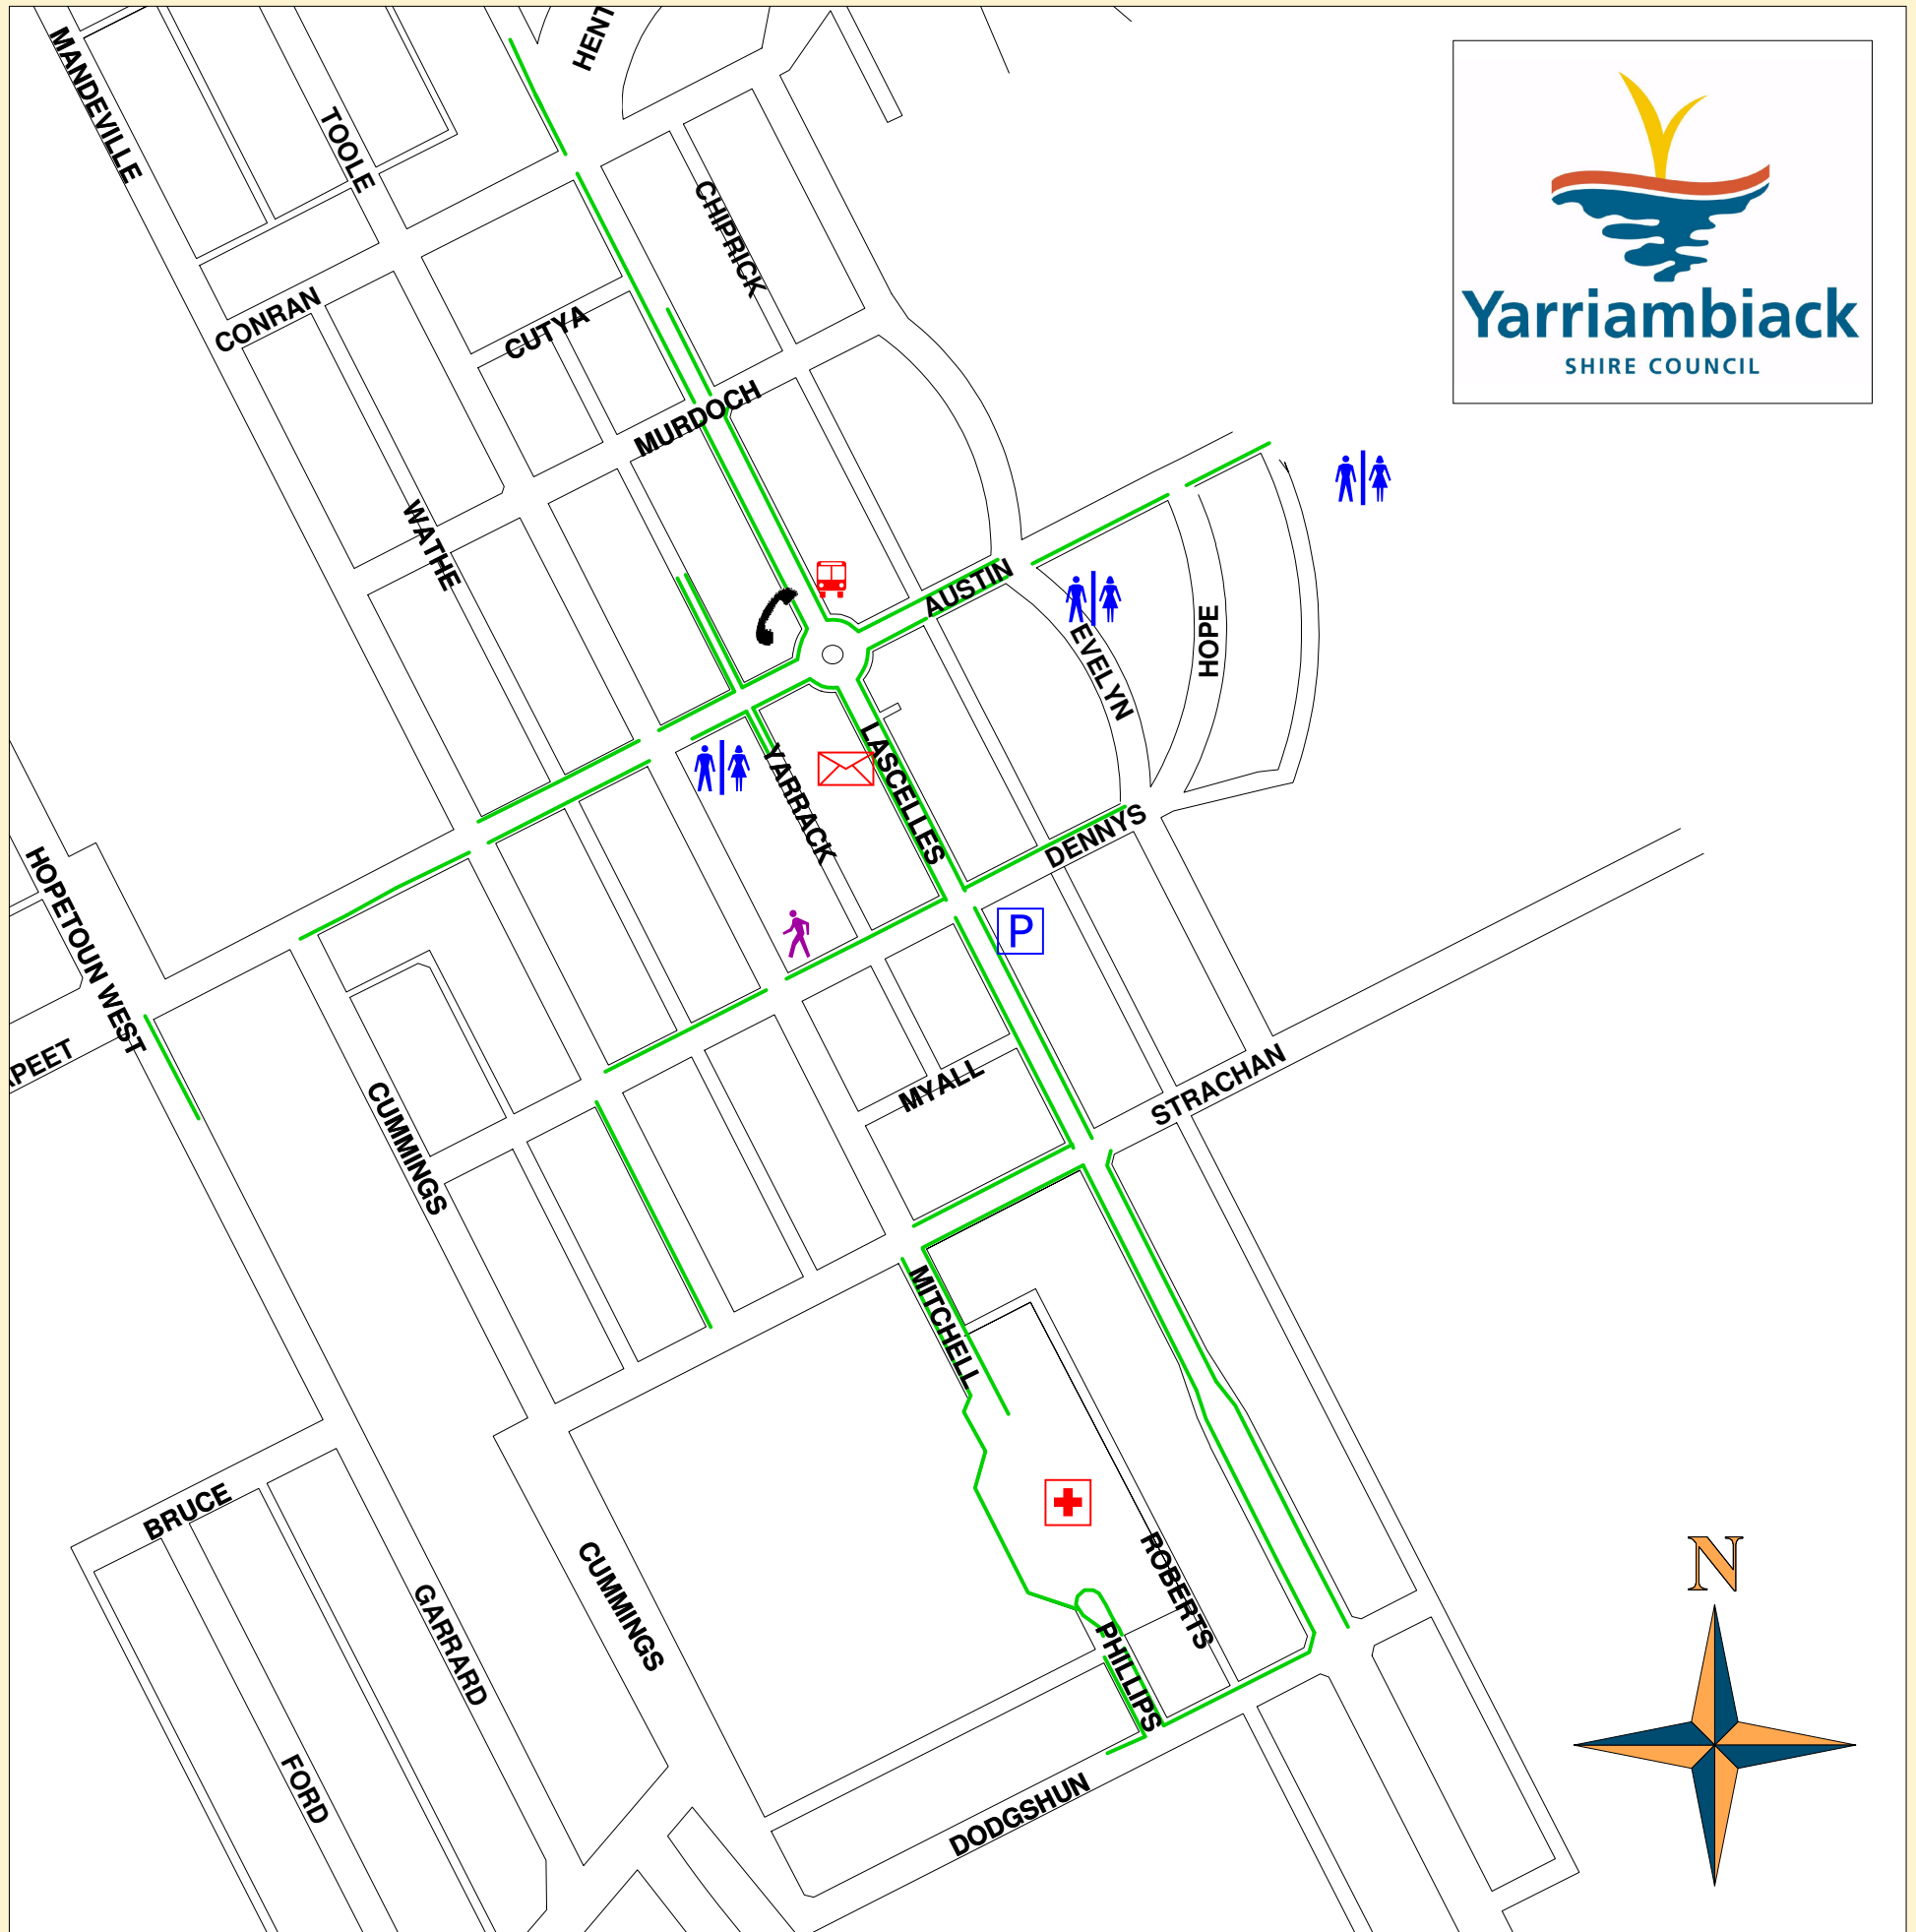 HENT
MANDEVILLE
TOOLE
CHIPRICK
CONRAN
CUTYA
Yarriambiack
SHIRE COUNCIL
MURDOCH
WATHE
AUSTIN
EVELYN
HOPE
YARRACK
LASCELLES
DENNYS
HOPETOUN WEST
P
APEET
MYALL
STRACHAN
CUMMINGS
MITCHELL
BRUCE
ROBERTS
CUMMINGS
GARRARD
PHILLIPS
N
FORD
DODGSHUN